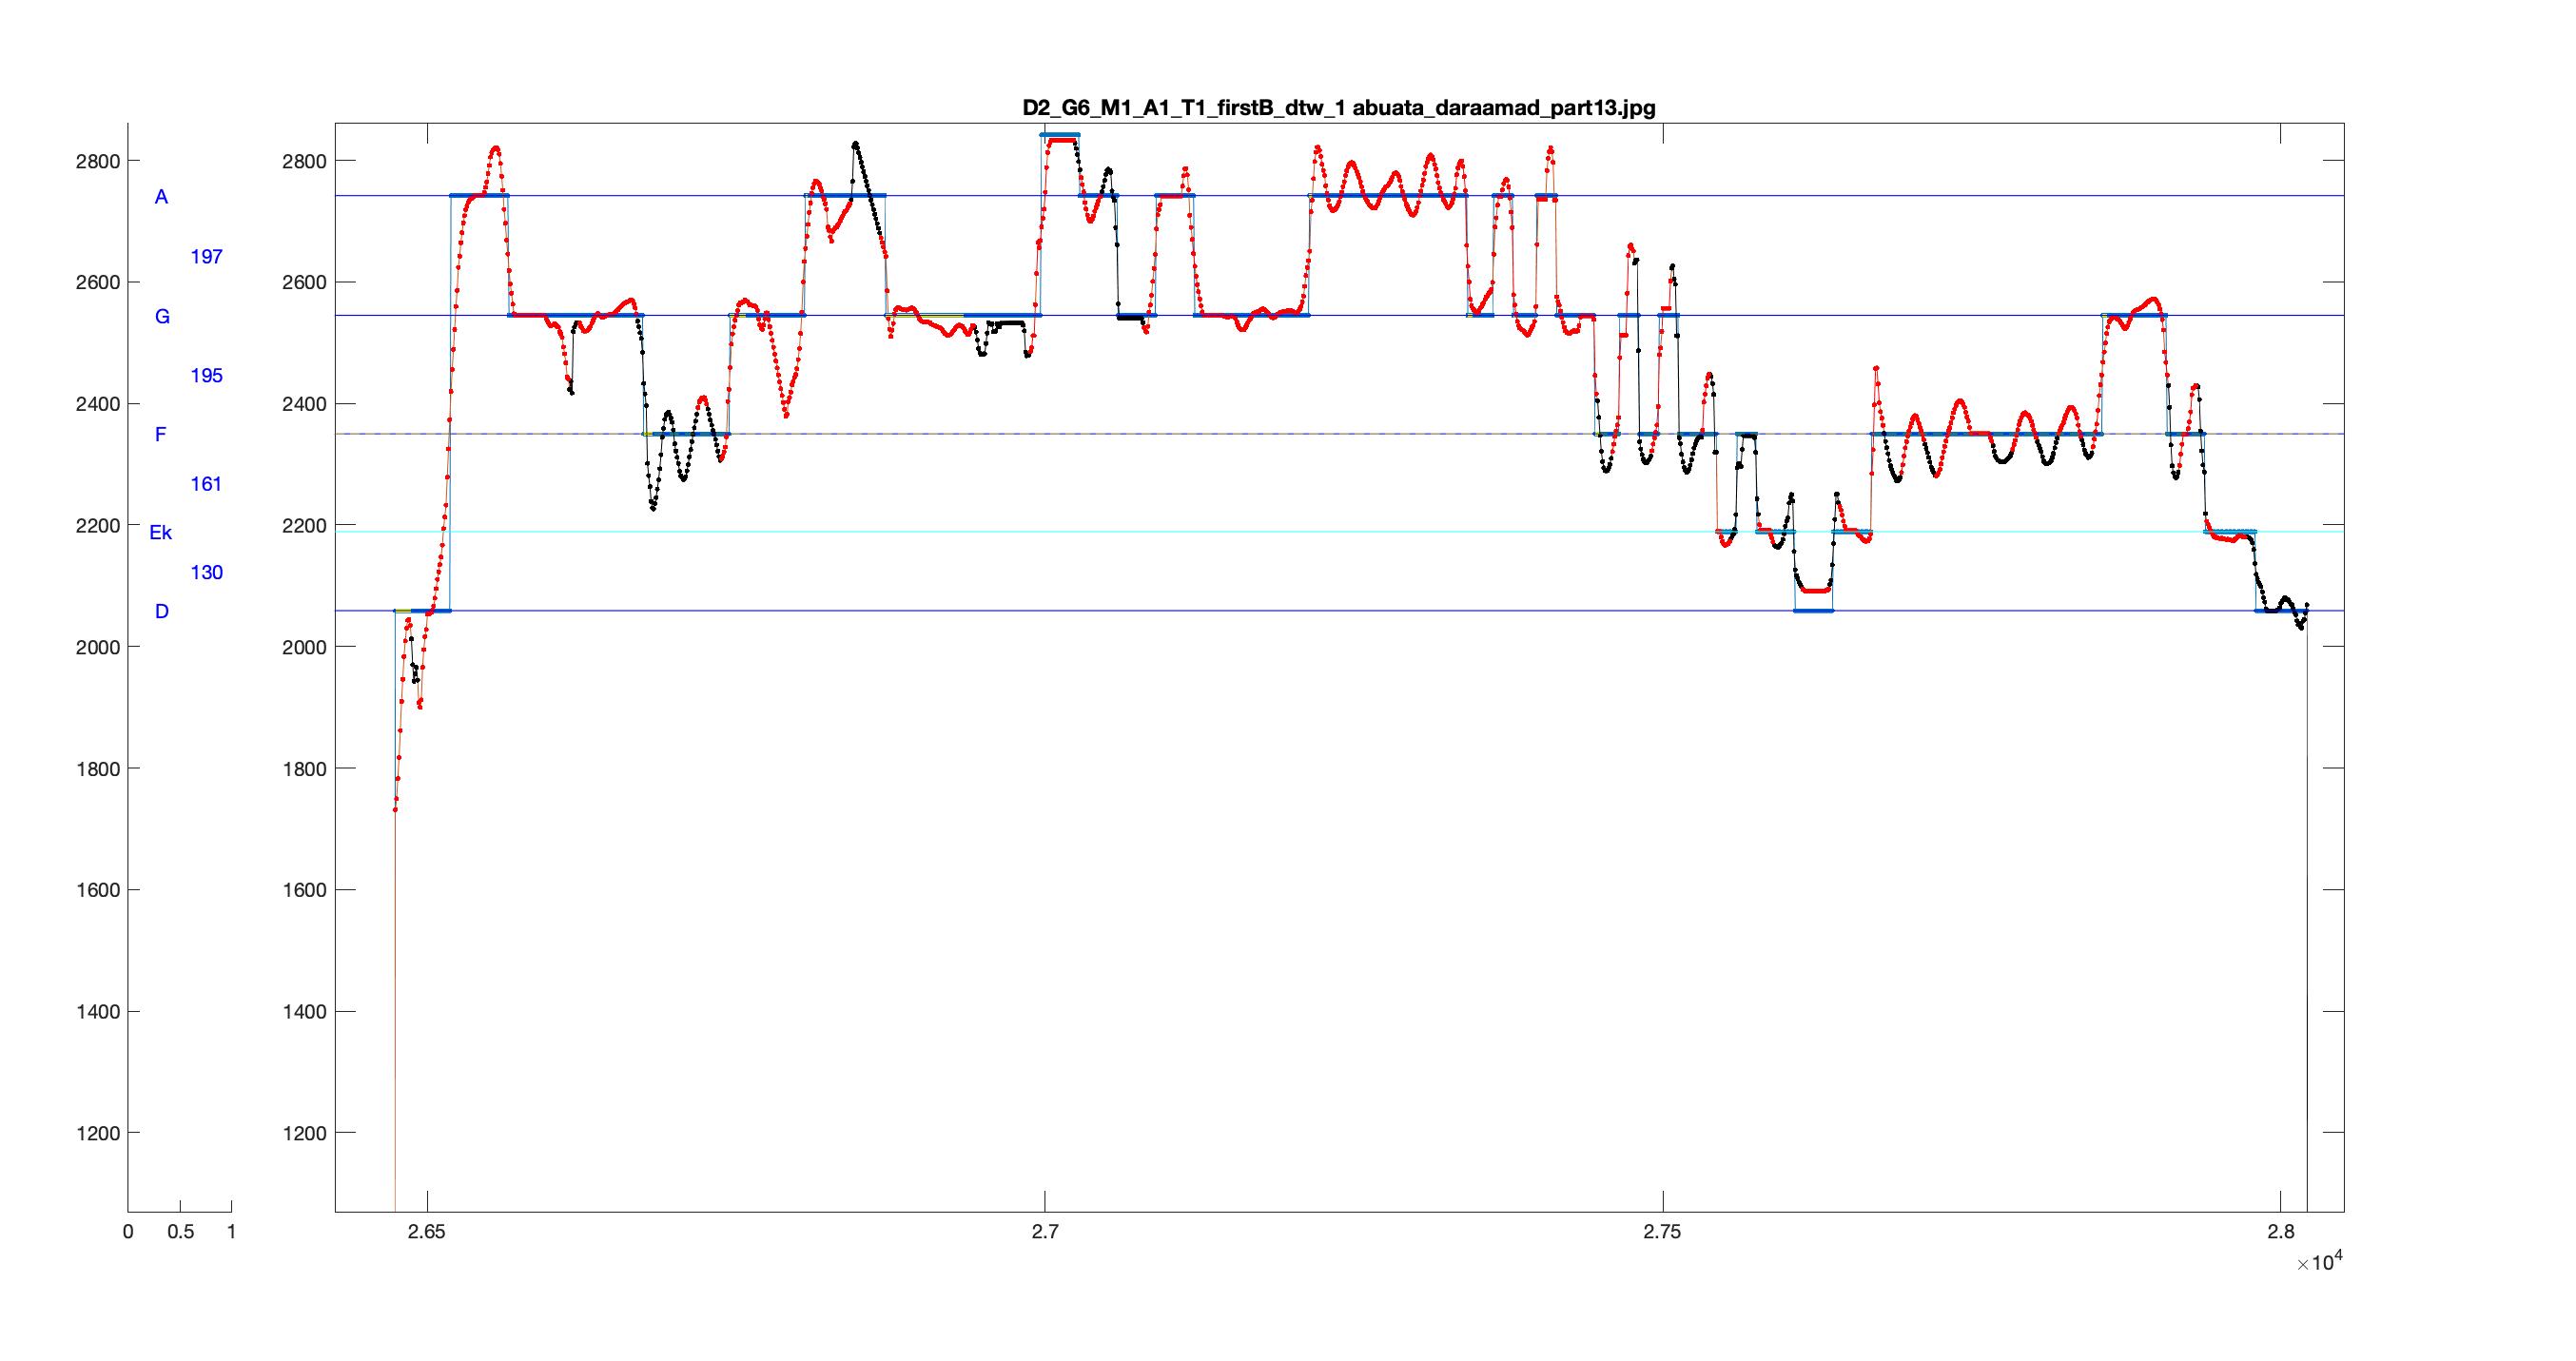 D2_G6_M1_A1_T1_firstB_dtw_1 abuata_daraamad_part13.jpg
2800 2800
A
197
2600 2600
G
195
2400 2400
F
161
2200 Ek 2200
130
D
2000 2000
1800 1800
1600 1600
1400 1400
1200 1200
0 0.5 1 2.65 2.7 2.75 2.8
×10^4